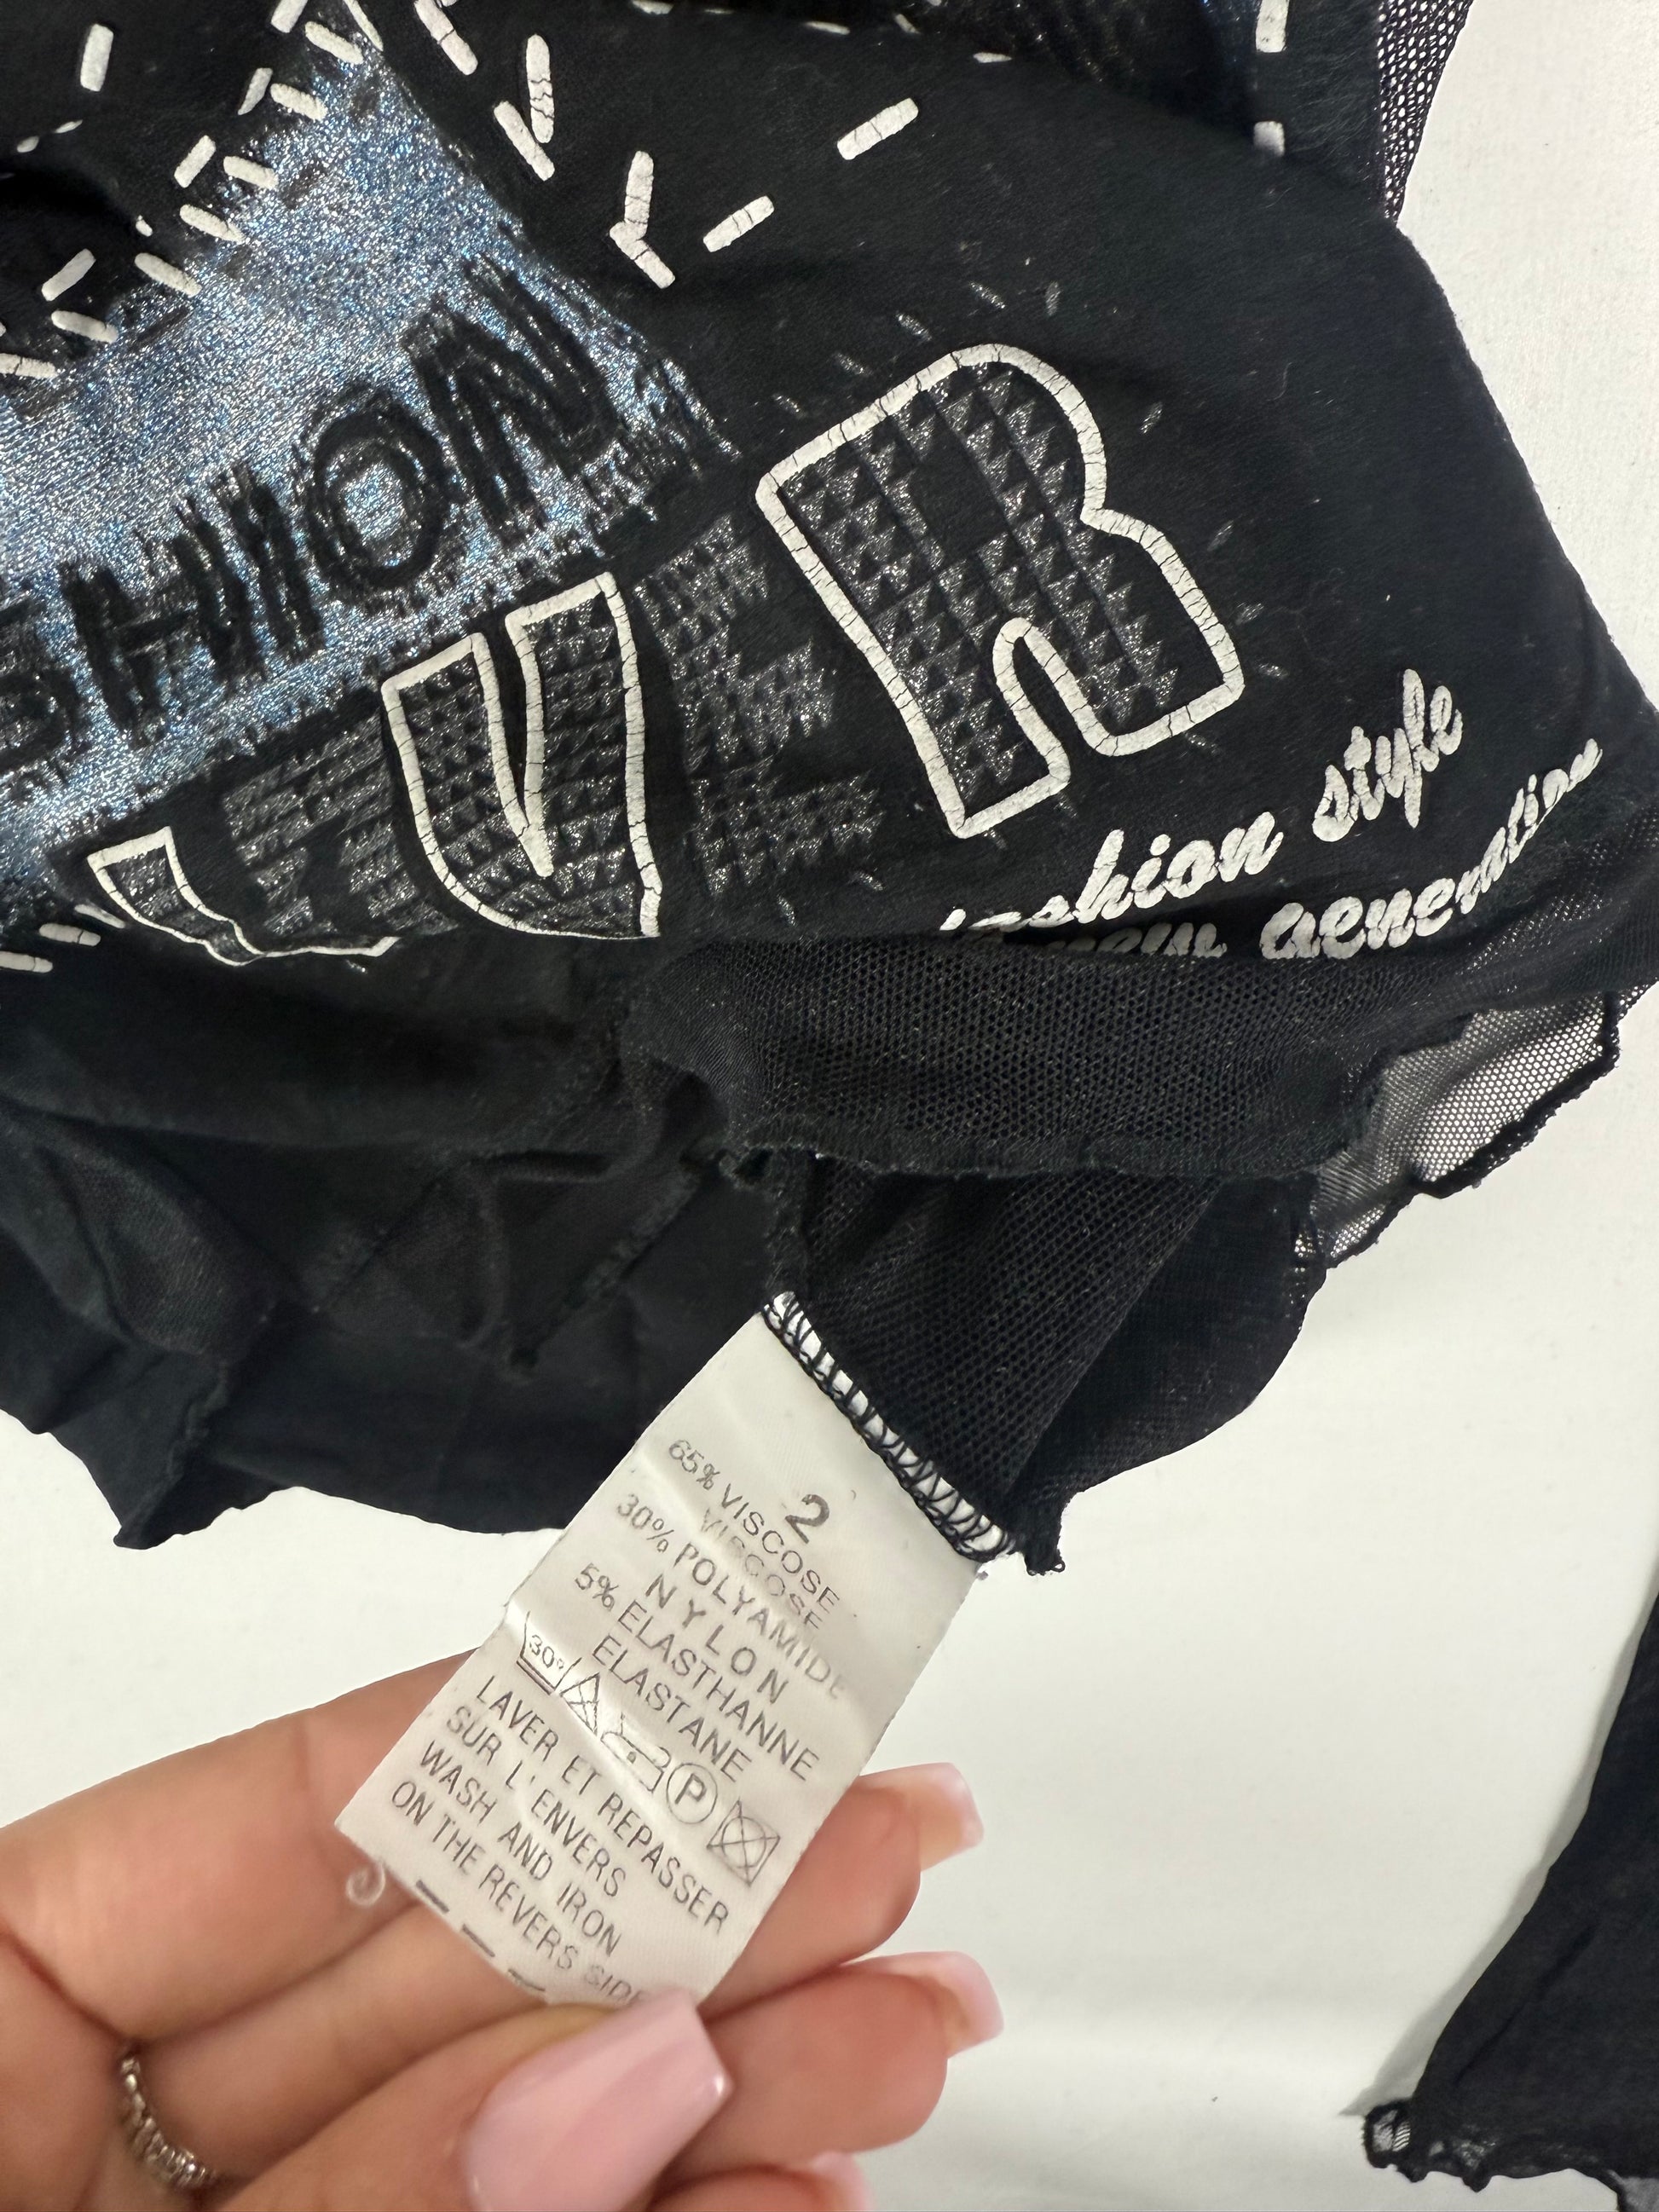 SHION
R
fashion style
new generation
2
65% VISCOSE
VISCOSE
30% POLYAMIDE
NYLON
5% ELASTHANNE
ELASTANE
30° P
LAVER ET REPASSER
SUR L'ENVERS
WASH AND IRON
ON THE REVERS SIDE